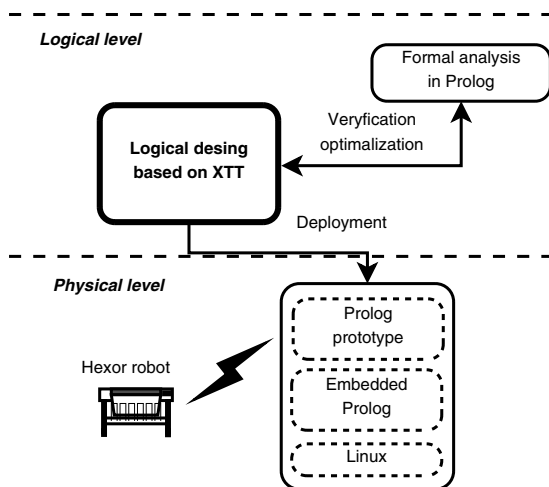 Logical level
Formal analysis
in Prolog
Veryfication
optimalization
Logical desing
based on XTT
Deployment
Physical level
Prolog
prototype
Hexor robot
Embedded
Prolog
Linux